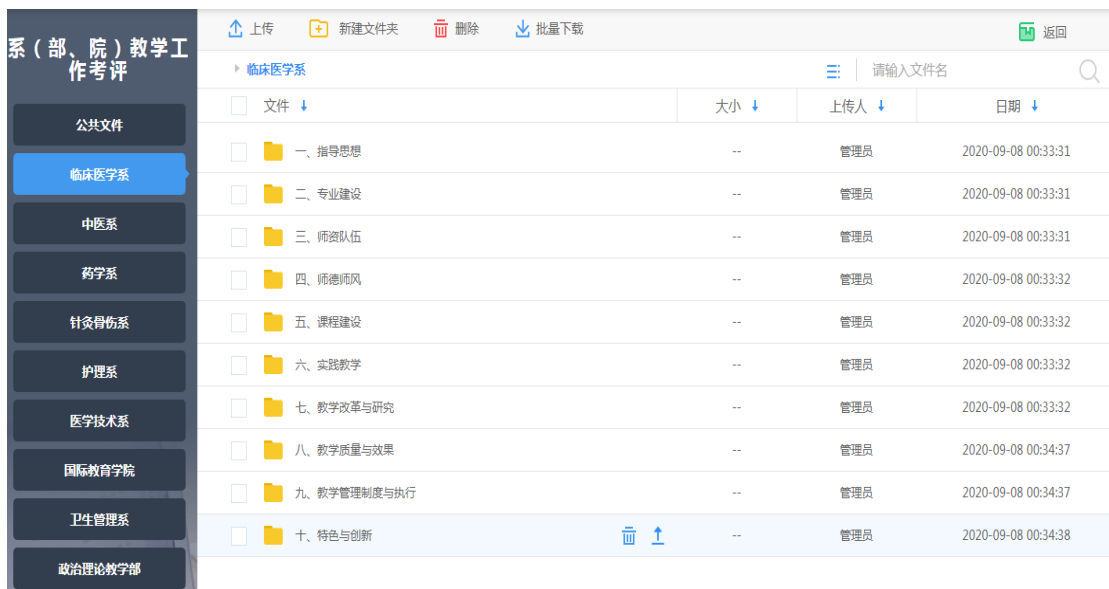 系（部、院）教学工
作考评
公共文件
临床医学系
中医系
药学系
针灸骨伤系
护理系
医学技术系
国际教育学院
卫生管理系
政治理论教学部
上传 新建文件夹 删除 批量下载 返回
临床医学系 请输入文件名
文件 大小 上传人 日期
一、指导思想 -- 管理员 2020-09-08 00:33:31
二、专业建设 -- 管理员 2020-09-08 00:33:31
三、师资队伍 -- 管理员 2020-09-08 00:33:31
四、师德师风 -- 管理员 2020-09-08 00:33:32
五、课程建设 -- 管理员 2020-09-08 00:33:32
六、实践教学 -- 管理员 2020-09-08 00:33:32
七、教学改革与研究 -- 管理员 2020-09-08 00:33:32
八、教学质量与效果 -- 管理员 2020-09-08 00:34:37
九、教学管理制度与执行 -- 管理员 2020-09-08 00:34:37
十、特色与创新 -- 管理员 2020-09-08 00:34:38